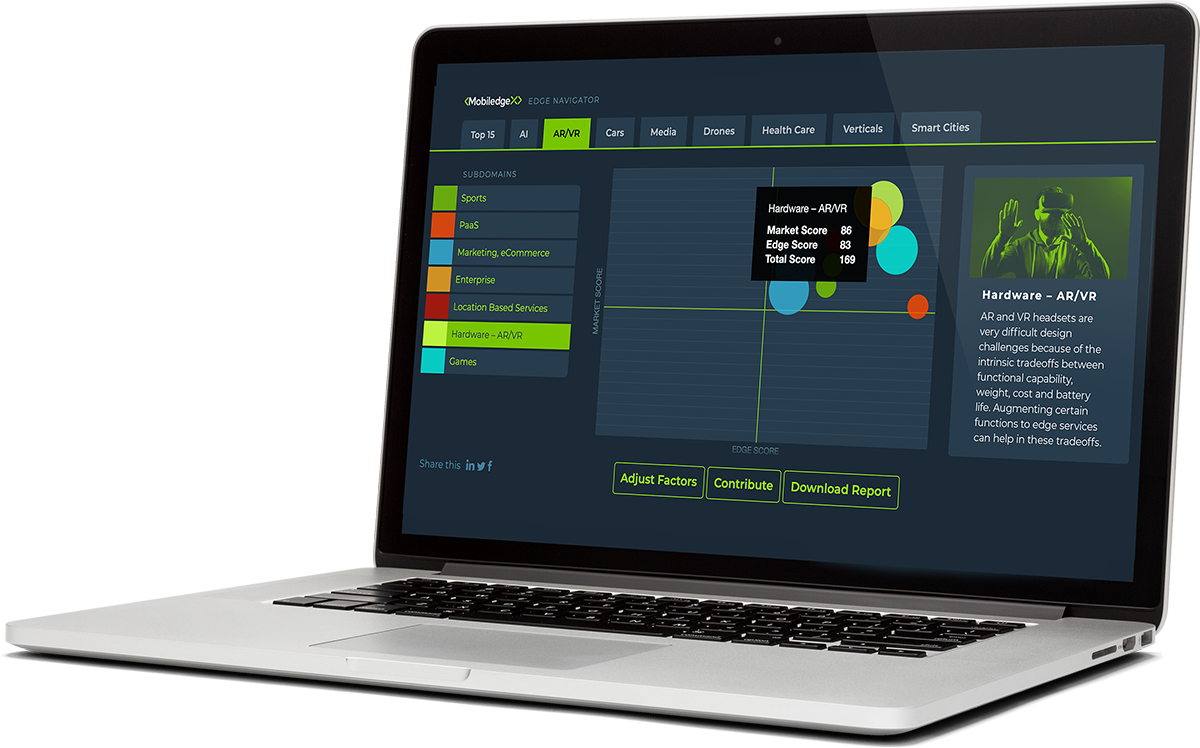 MobiledgeX EDGE NAVIGATOR
Top 15 AI AR/VR Cars Media Drones Health Care Verticals Smart Cities
SUBDOMAINS
Sports
PaaS
Marketing, eCommerce
Enterprise
Location Based Services
Hardware – AR/VR
Games
Share this
MARKET SCORE
EDGE SCORE
Hardware – AR/VR
Market Score 86
Edge Score 83
Total Score 169
Adjust Factors Contribute Download Report
Hardware – AR/VR
AR and VR headsets are
very difficult design
challenges because of the
intrinsic tradeoffs between
functional capability,
weight, cost and battery
life. Augmenting certain
functions to edge services
can help in these tradeoffs.